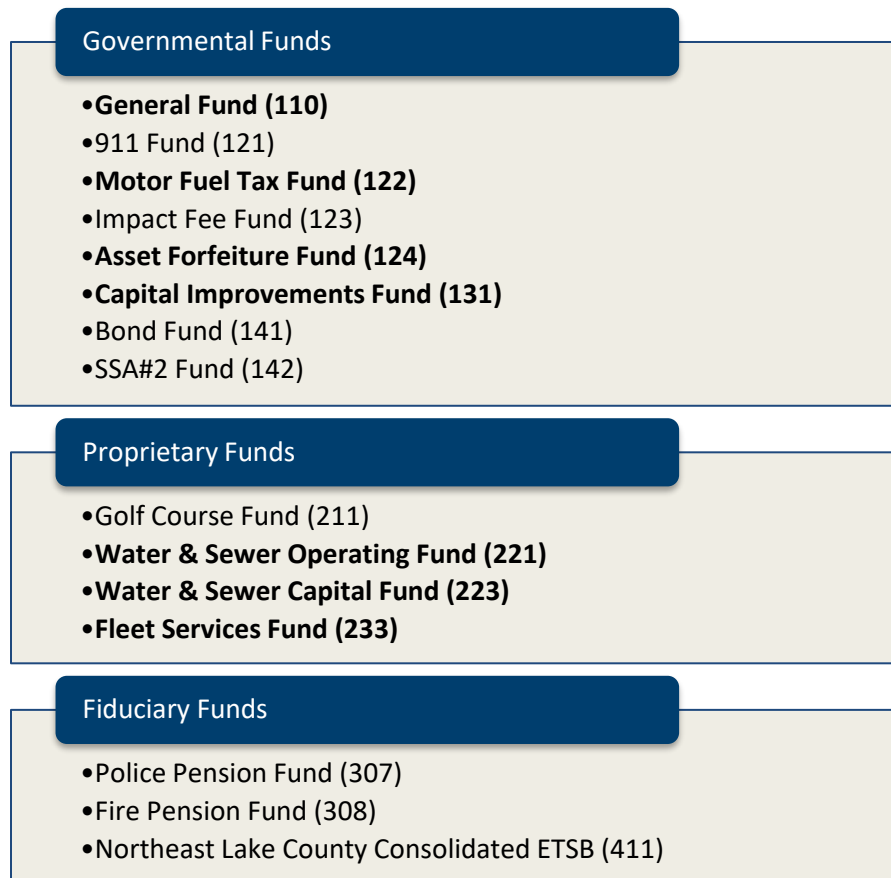 Governmental Funds
•General Fund (110)
•911 Fund (121)
•Motor Fuel Tax Fund (122)
•Impact Fee Fund (123)
•Asset Forfeiture Fund (124)
•Capital Improvements Fund (131)
•Bond Fund (141)
•SSA#2 Fund (142)
Proprietary Funds
•Golf Course Fund (211)
•Water & Sewer Operating Fund (221)
•Water & Sewer Capital Fund (223)
•Fleet Services Fund (233)
Fiduciary Funds
•Police Pension Fund (307)
•Fire Pension Fund (308)
•Northeast Lake County Consolidated ETSB (411)